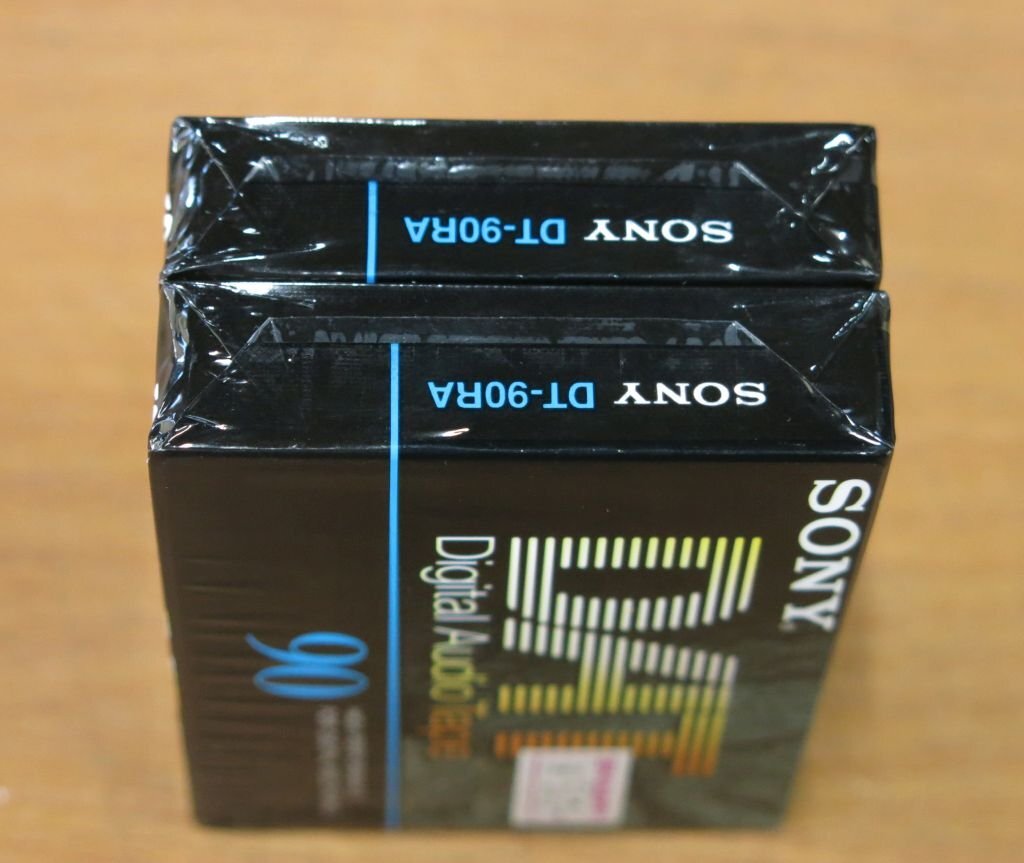 SONY DT-90RA
SONY DT-90RA
SONY
DAT
Digital Audio Tape
90